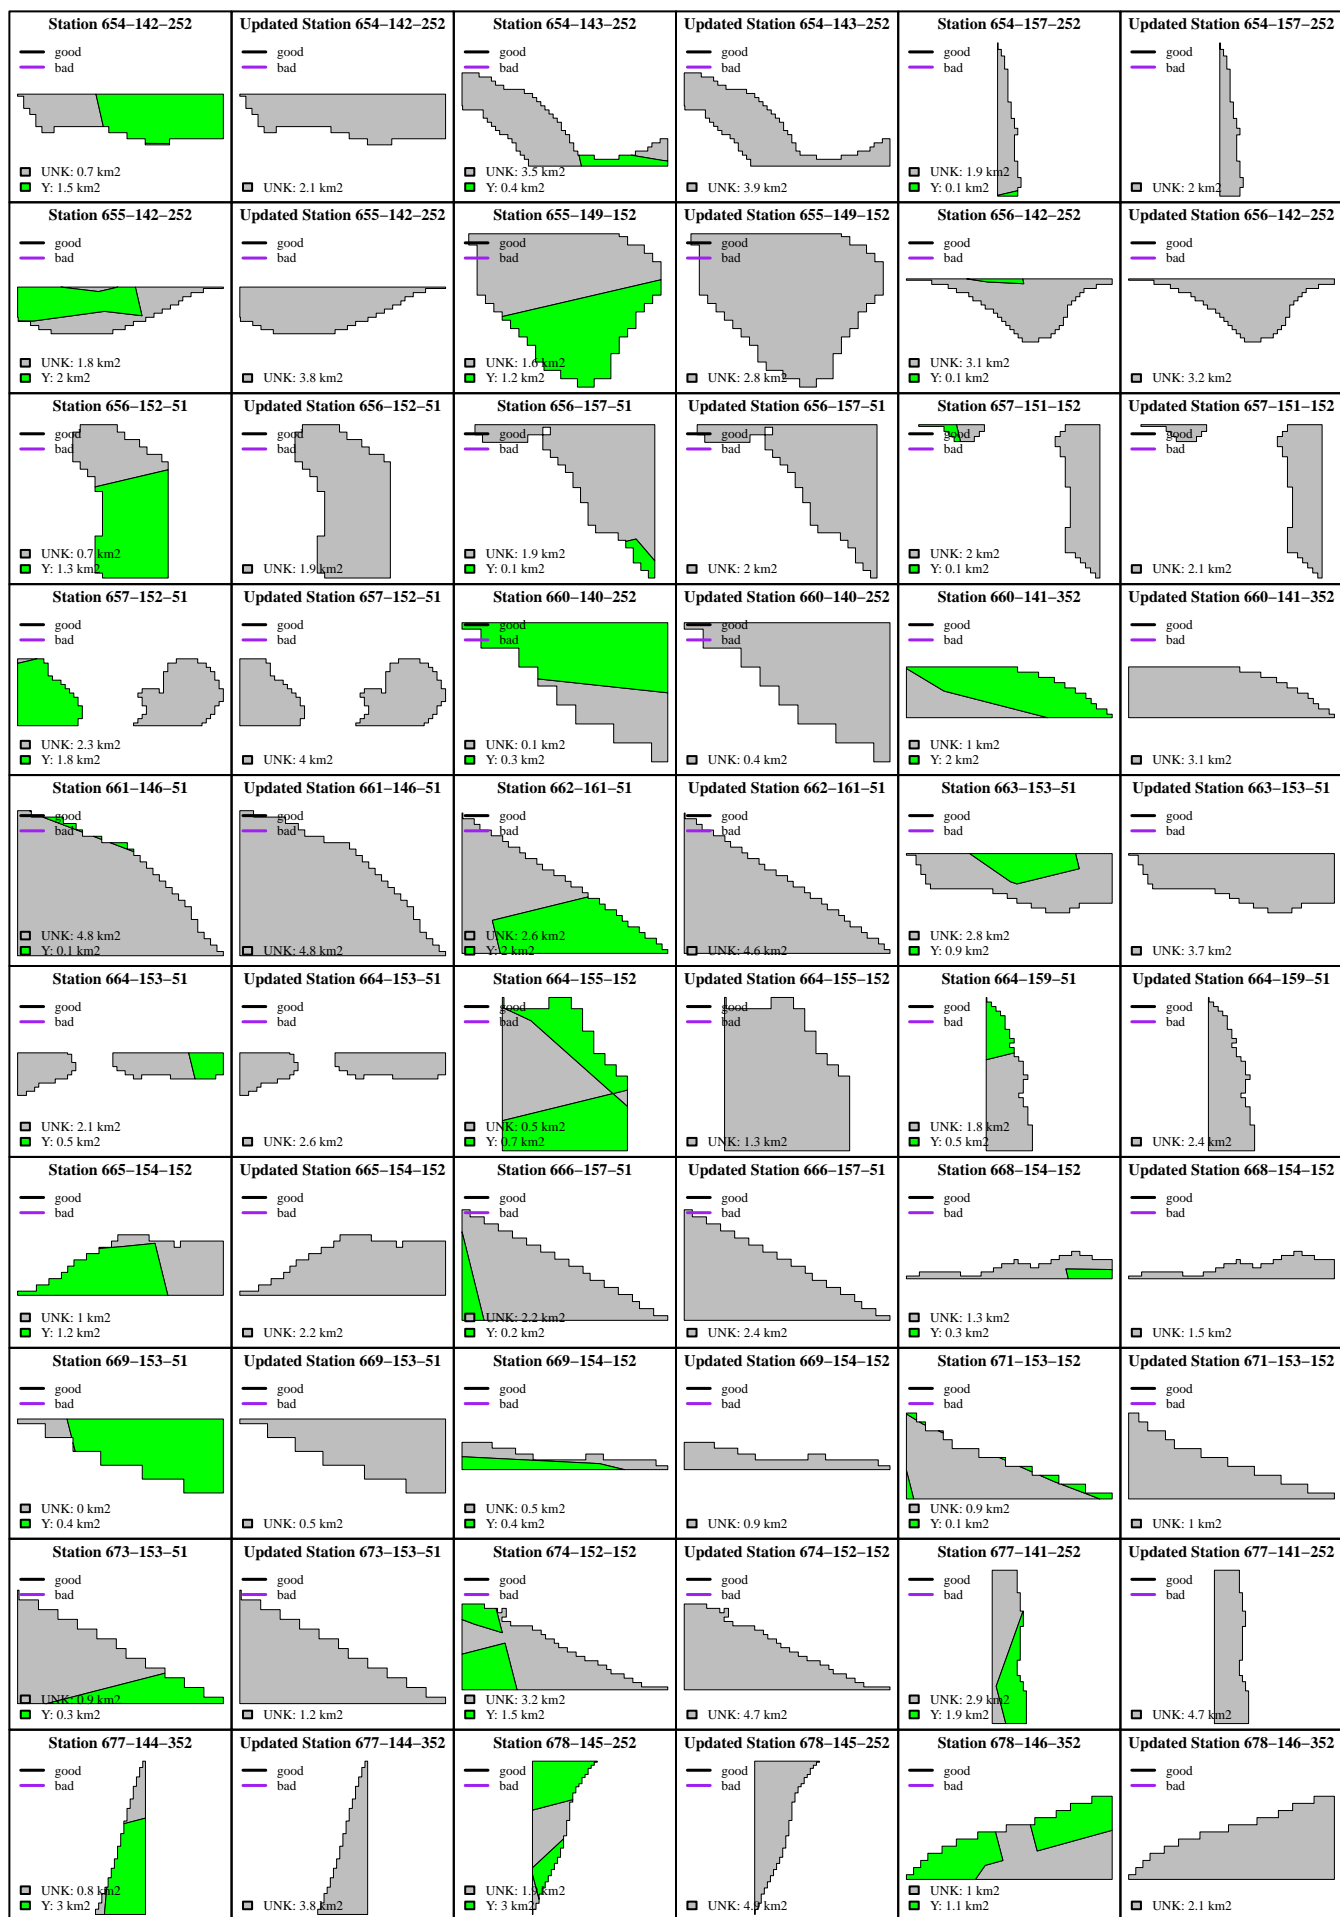 Station 654−142−252
good
bad
UNK: 0.7 km2
Y: 1.5 km2
Updated Station 654−142−252
good
bad
UNK: 2.1 km2
Station 654−143−252
good
bad
UNK: 3.5 km2
Y: 0.4 km2
Updated Station 654−143−252
good
bad
UNK: 3.9 km2
Station 654−157−252
good
bad
UNK: 1.9 km2
Y: 0.1 km2
Updated Station 654−157−252
good
bad
UNK: 2 km2
Station 655−142−252
good
bad
UNK: 1.8 km2
Y: 2 km2
Updated Station 655−142−252
good
bad
UNK: 3.8 km2
Station 655−149−152
good
bad
UNK: 1.6 km2
Y: 1.2 km2
Updated Station 655−149−152
good
bad
UNK: 2.8 km2
Station 656−142−252
good
bad
UNK: 3.1 km2
Y: 0.1 km2
Updated Station 656−142−252
good
bad
UNK: 3.2 km2
Station 656−152−51
good
bad
UNK: 0.7 km2
Y: 1.3 km2
Updated Station 656−152−51
good
bad
UNK: 1.9 km2
Station 656−157−51
good
bad
UNK: 1.9 km2
Y: 0.1 km2
Updated Station 656−157−51
good
bad
UNK: 2 km2
Station 657−151−152
good
bad
UNK: 2 km2
Y: 0.1 km2
Updated Station 657−151−152
good
bad
UNK: 2.1 km2
Station 657−152−51
good
bad
UNK: 2.3 km2
Y: 1.8 km2
Updated Station 657−152−51
good
bad
UNK: 4 km2
Station 660−140−252
good
bad
UNK: 0.1 km2
Y: 0.3 km2
Updated Station 660−140−252
good
bad
UNK: 0.4 km2
Station 660−141−352
good
bad
UNK: 1 km2
Y: 2 km2
Updated Station 660−141−352
good
bad
UNK: 3.1 km2
Station 661−146−51
good
bad
UNK: 4.8 km2
Y: 0.1 km2
Updated Station 661−146−51
good
bad
UNK: 4.8 km2
Station 662−161−51
good
bad
UNK: 2.6 km2
Y: 2 km2
Updated Station 662−161−51
good
bad
UNK: 4.6 km2
Station 663−153−51
good
bad
UNK: 2.8 km2
Y: 0.9 km2
Updated Station 663−153−51
good
bad
UNK: 3.7 km2
Station 664−153−51
good
bad
UNK: 2.1 km2
Y: 0.5 km2
Updated Station 664−153−51
good
bad
UNK: 2.6 km2
Station 664−155−152
good
bad
UNK: 0.5 km2
Y: 0.7 km2
Updated Station 664−155−152
good
bad
UNK: 1.3 km2
Station 664−159−51
good
bad
UNK: 1.8 km2
Y: 0.5 km2
Updated Station 664−159−51
good
bad
UNK: 2.4 km2
Station 665−154−152
good
bad
UNK: 1 km2
Y: 1.2 km2
Updated Station 665−154−152
good
bad
UNK: 2.2 km2
Station 666−157−51
good
bad
UNK: 2.2 km2
Y: 0.2 km2
Updated Station 666−157−51
good
bad
UNK: 2.4 km2
Station 668−154−152
good
bad
UNK: 1.3 km2
Y: 0.3 km2
Updated Station 668−154−152
good
bad
UNK: 1.5 km2
Station 669−153−51
good
bad
UNK: 0 km2
Y: 0.4 km2
Updated Station 669−153−51
good
bad
UNK: 0.5 km2
Station 669−154−152
good
bad
UNK: 0.5 km2
Y: 0.4 km2
Updated Station 669−154−152
good
bad
UNK: 0.9 km2
Station 671−153−152
good
bad
UNK: 0.9 km2
Y: 0.1 km2
Updated Station 671−153−152
good
bad
UNK: 1 km2
Station 673−153−51
good
bad
UNK: 0.9 km2
Y: 0.3 km2
Updated Station 673−153−51
good
bad
UNK: 1.2 km2
Station 674−152−152
good
bad
UNK: 3.2 km2
Y: 1.5 km2
Updated Station 674−152−152
good
bad
UNK: 4.7 km2
Station 677−141−252
good
bad
UNK: 2.9 km2
Y: 1.9 km2
Updated Station 677−141−252
good
bad
UNK: 4.7 km2
Station 677−144−352
good
bad
UNK: 0.8 km2
Y: 3 km2
Updated Station 677−144−352
good
bad
UNK: 3.8 km2
Station 678−145−252
good
bad
UNK: 1.9 km2
Y: 3 km2
Updated Station 678−145−252
good
bad
UNK: 4.9 km2
Station 678−146−352
good
bad
UNK: 1 km2
Y: 1.1 km2
Updated Station 678−146−352
good
bad
UNK: 2.1 km2